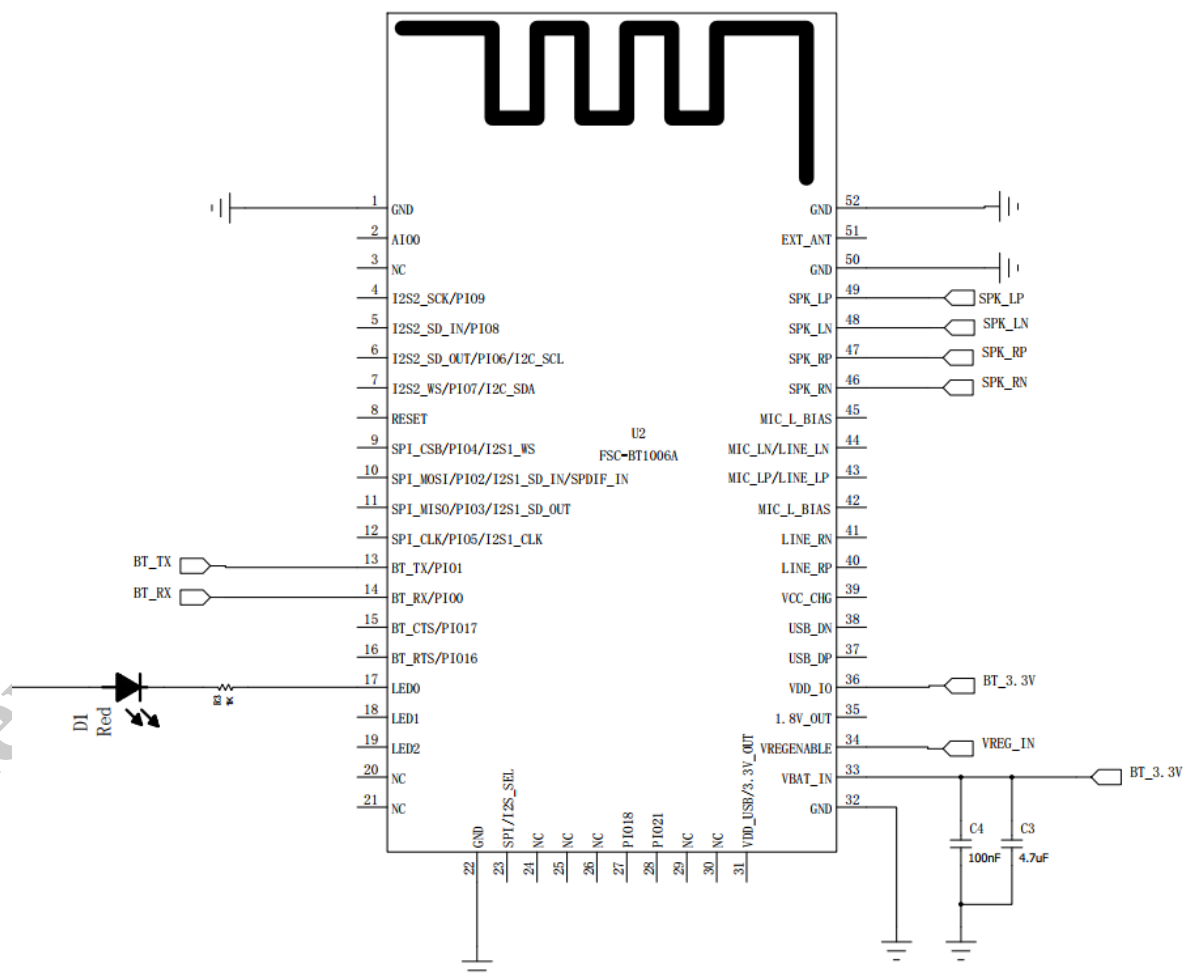 1 GND
2 AIO0
3 NC
4 I2S2_SCK/PIO9
5 I2S2_SD_IN/PIO8
6 I2S2_SD_OUT/PIO6/I2C_SCL
7 I2S2_WS/PIO7/I2C_SDA
8 RESET
9 SPI_CSB/PIO4/I2S1_WS
10 SPI_MOSI/PIO2/I2S1_SD_IN/SPDIF_IN
11 SPI_MISO/PIO3/I2S1_SD_OUT
12 SPI_CLK/PIO5/I2S1_CLK
BT_TX 13 BT_TX/PIO1
BT_RX 14 BT_RX/PIO0
15 BT_CTS/PIO17
16 BT_RTS/PIO16
17 LED0
D1
Red
R3
1K
18 LED1
19 LED2
20 NC
21 NC
U2
FSC-BT1006A
GND 52
EXT_ANT 51
GND 50
SPK_LP 49 SPK_LP
SPK_LN 48 SPK_LN
SPK_RP 47 SPK_RP
SPK_RN 46 SPK_RN
MIC_L_BIAS 45
MIC_LN/LINE_LN 44
MIC_LP/LINE_LP 43
MIC_L_BIAS 42
LINE_RN 41
LINE_RP 40
VCC_CHG 39
USB_DN 38
USB_DP 37
VDD_IO 36 BT_3.3V
1.8V_OUT 35
VREGENABLE 34 VREG_IN
VBAT_IN 33 BT_3.3V
GND 32
C4
100nF
C3
4.7uF
22 GND
23 SPI/I2S_SEL
24 NC
25 NC
26 NC
27 PIO18
28 PIO21
29 NC
30 NC
31 VDD_USB/3.3V_OUT